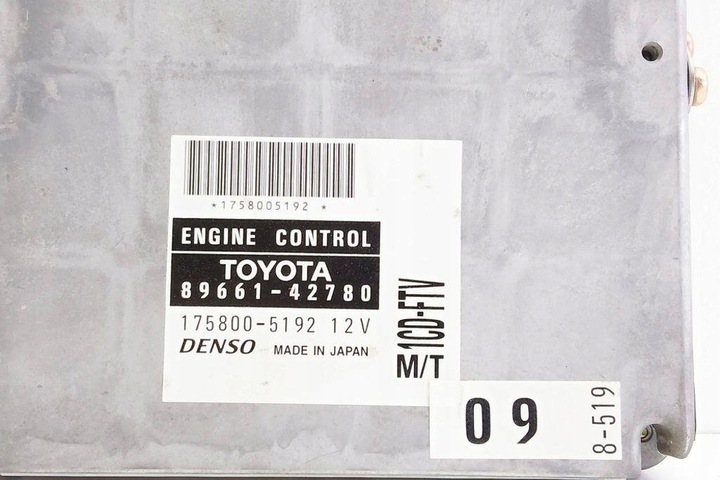 *1758005192*
ENGINE CONTROL
TOYOTA
89661-42780
175800-5192 12V
DENSO MADE IN JAPAN
1CD-FTV
M/T
09
8-519